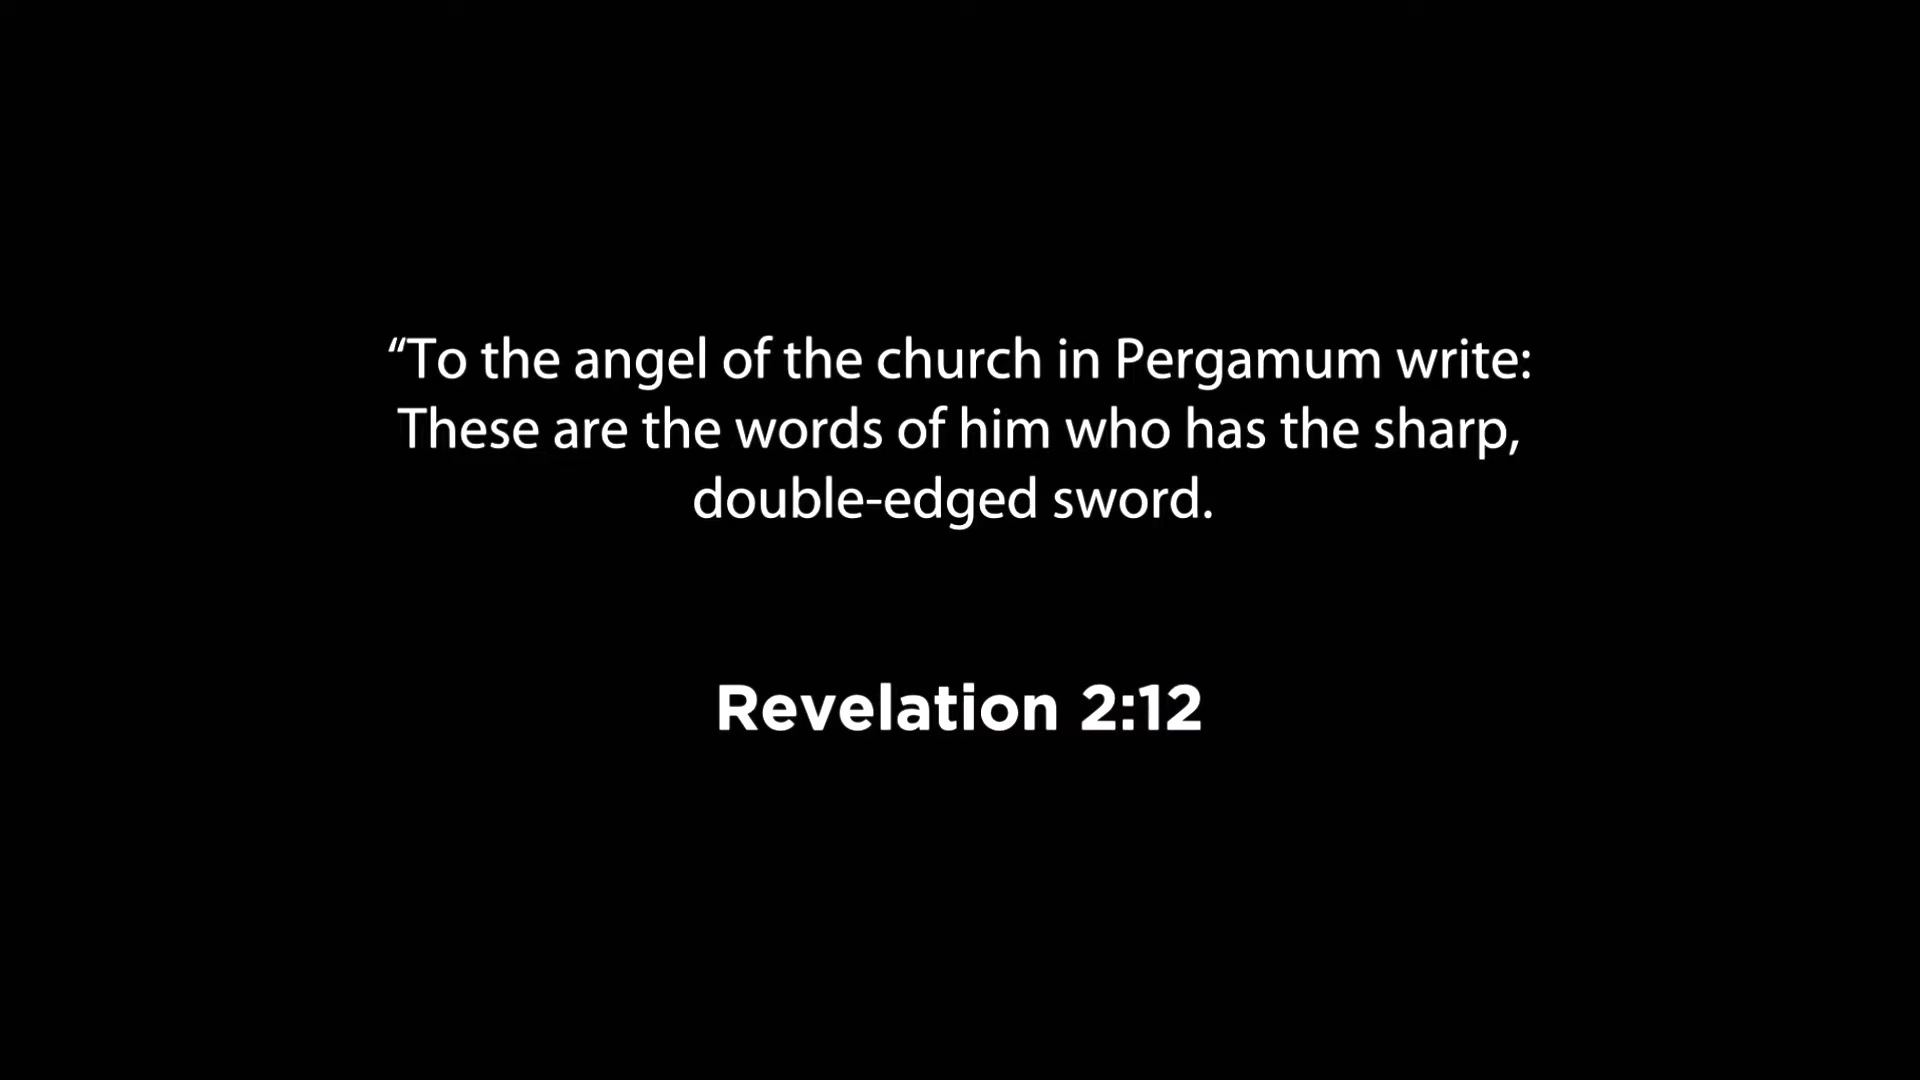 “To the angel of the church in Pergamum write:
These are the words of him who has the sharp,
double-edged sword.
Revelation 2:12